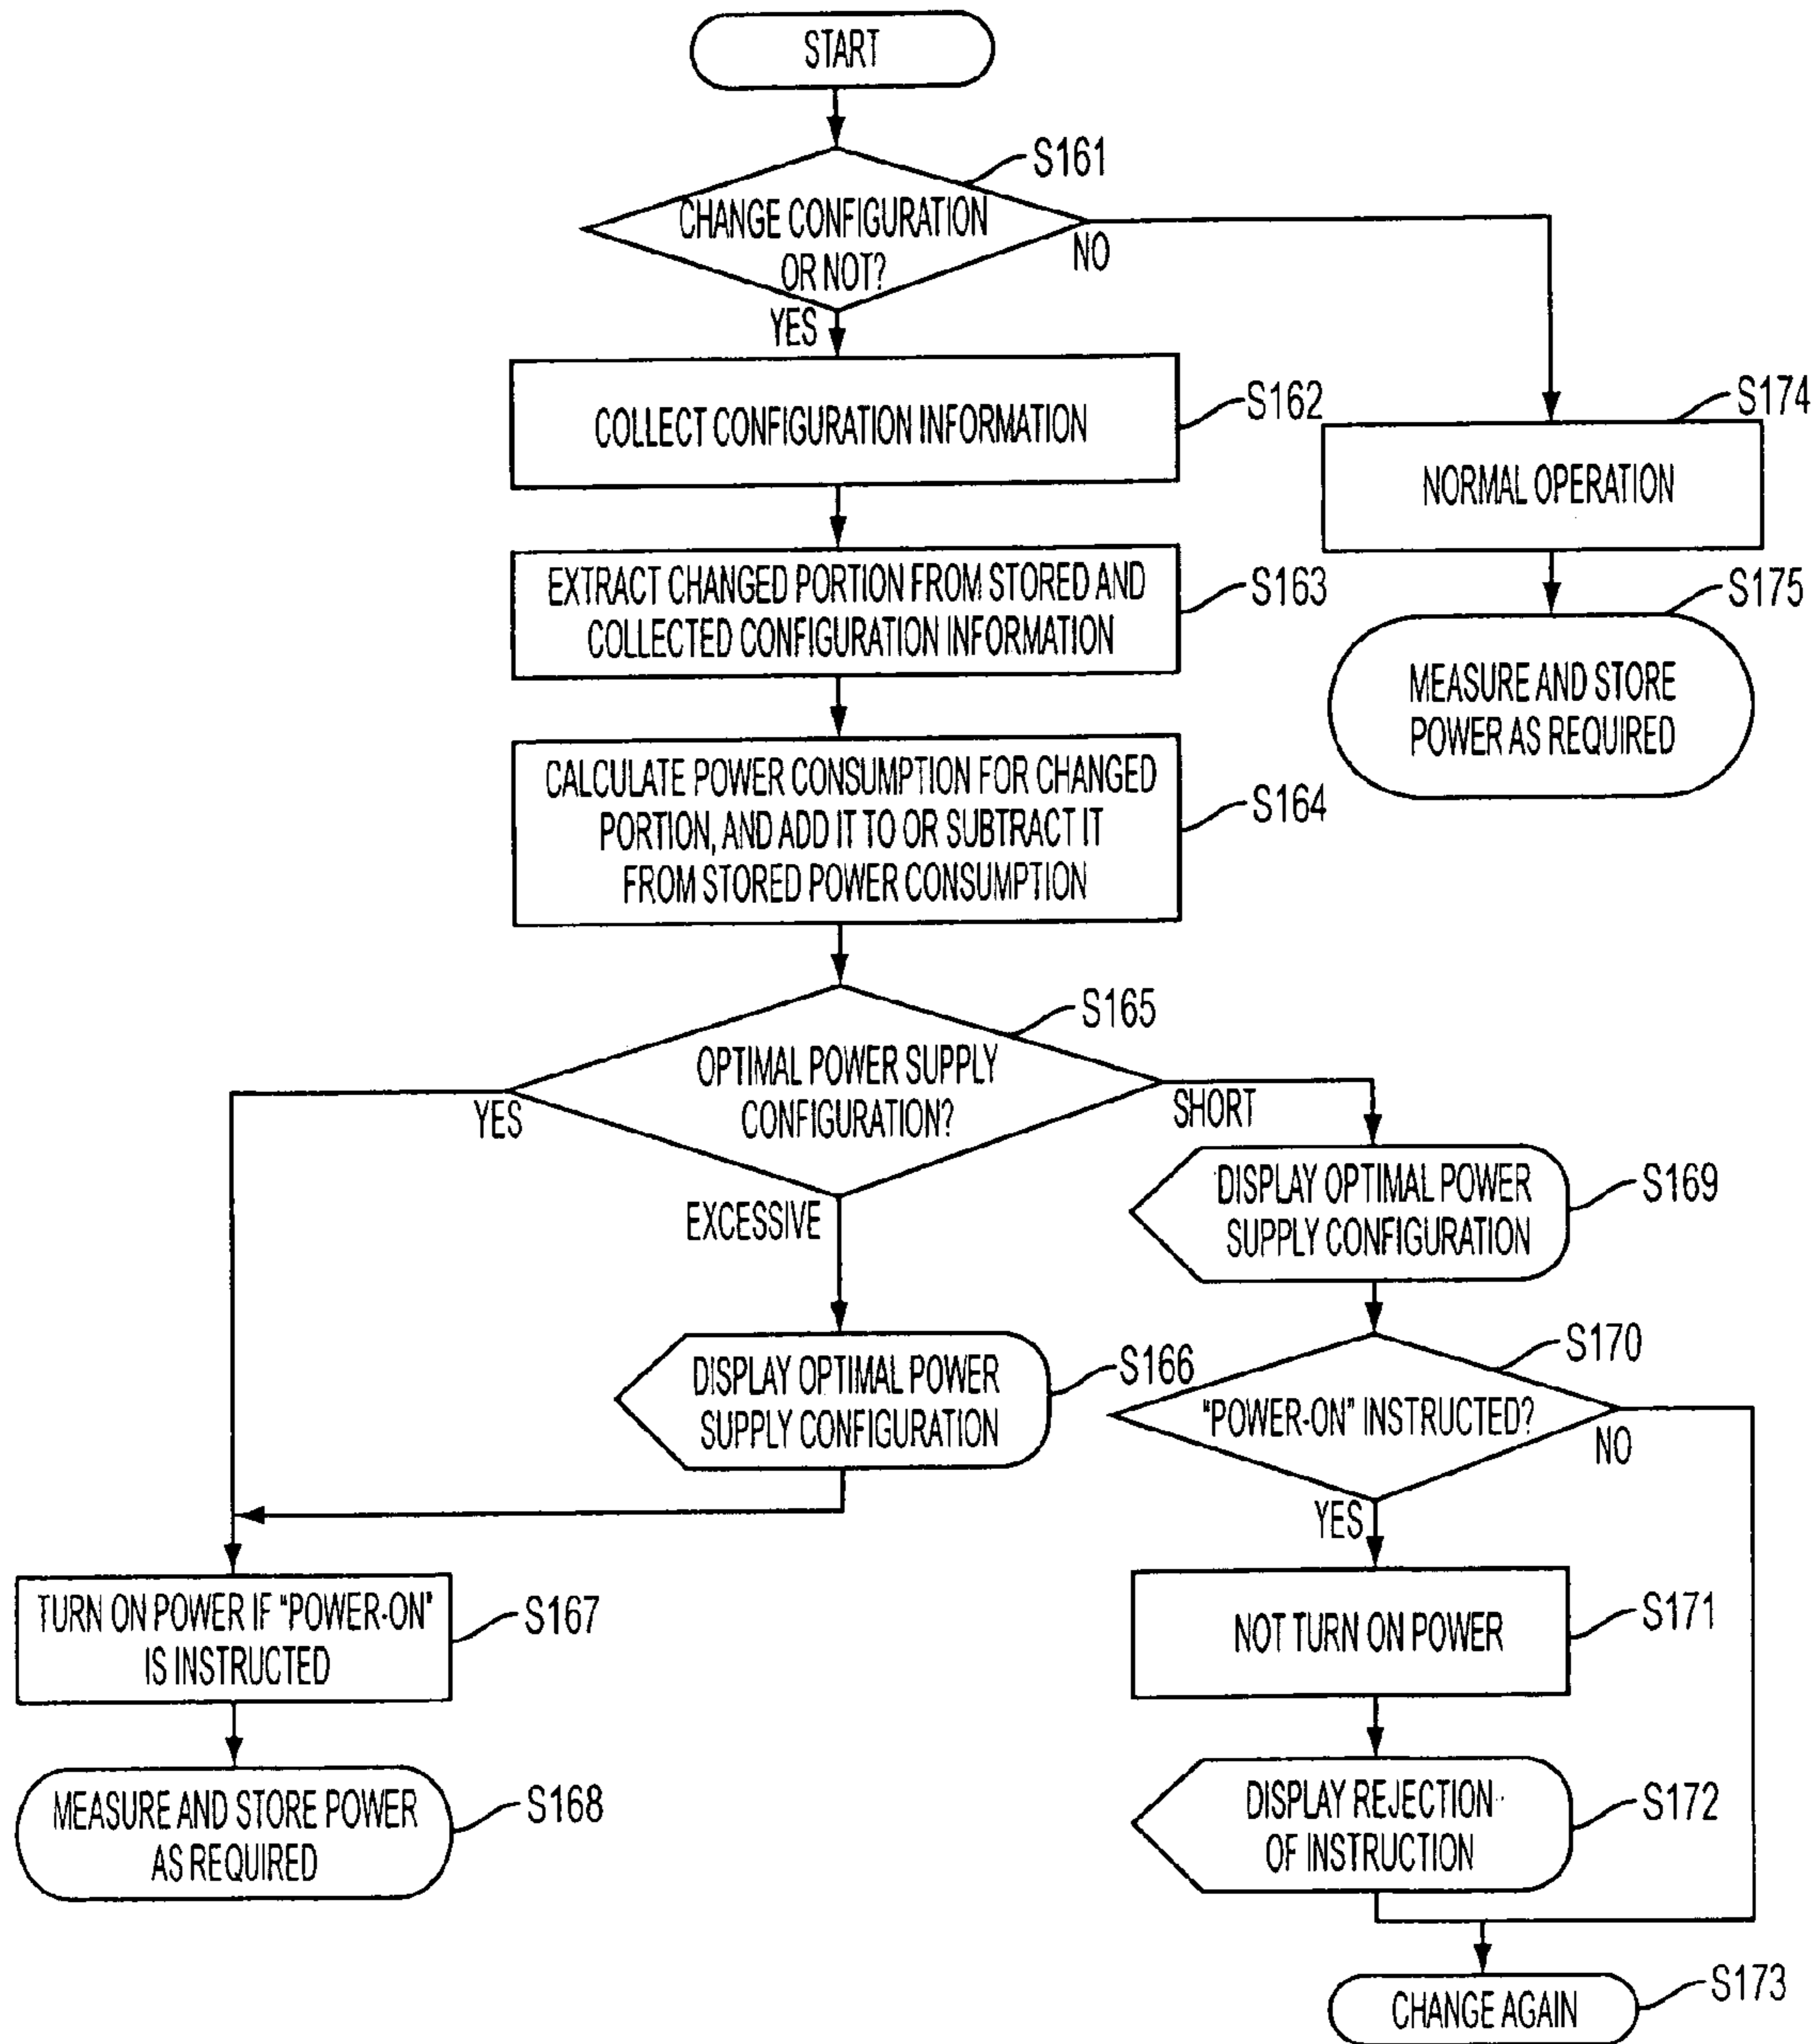 START
S161
CHANGE CONFIGURATION
OR NOT?
NO
YES
COLLECT CONFIGURATION INFORMATION
S162
S174
NORMAL OPERATION
EXTRACT CHANGED PORTION FROM STORED AND
COLLECTED CONFIGURATION INFORMATION
S163
S175
MEASURE AND STORE
POWER AS REQUIRED
CALCULATE POWER CONSUMPTION FOR CHANGED
PORTION, AND ADD IT TO OR SUBTRACT IT
FROM STORED POWER CONSUMPTION
S164
S165
OPTIMAL POWER SUPPLY
CONFIGURATION?
YES
SHORT
EXCESSIVE
DISPLAY OPTIMAL POWER
SUPPLY CONFIGURATION
S169
DISPLAY OPTIMAL POWER
SUPPLY CONFIGURATION
S166
S170
"POWER-ON" INSTRUCTED?
NO
YES
TURN ON POWER IF "POWER-ON"
IS INSTRUCTED
S167
NOT TURN ON POWER
S171
MEASURE AND STORE POWER
AS REQUIRED
S168
DISPLAY REJECTION
OF INSTRUCTION
S172
CHANGE AGAIN
S173